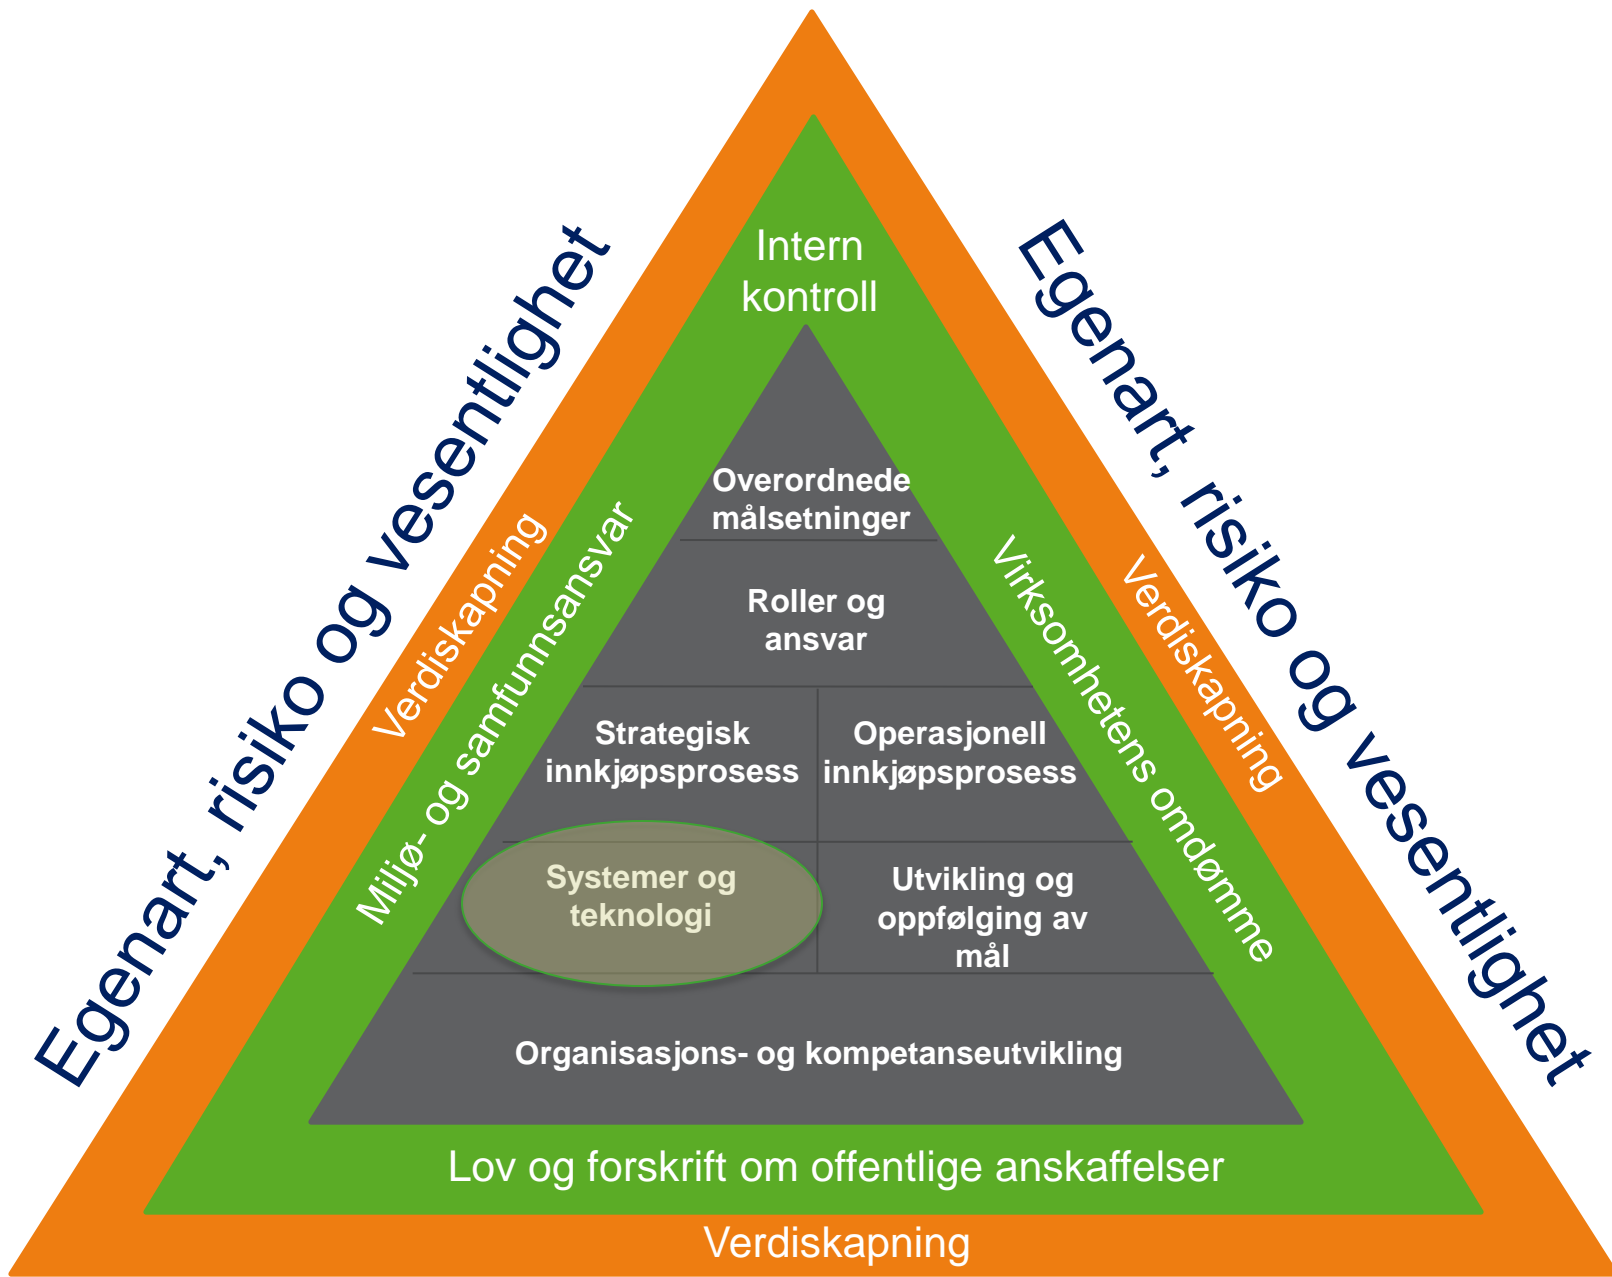 Egenart, risiko og vesentlighet
Egenart, risiko og vesentlighet
Verdiskapning
Verdiskapning
Intern
kontroll
Miljø- og samfunnsansvar
Virksomhetens omdømme
Overordnede
målsetninger
Roller og
ansvar
Strategisk
innkjøpsprosess
Operasjonell
innkjøpsprosess
Systemer og
teknologi
Utvikling og
oppfølging av
mål
Organisasjons- og kompetanseutvikling
Lov og forskrift om offentlige anskaffelser
Verdiskapning